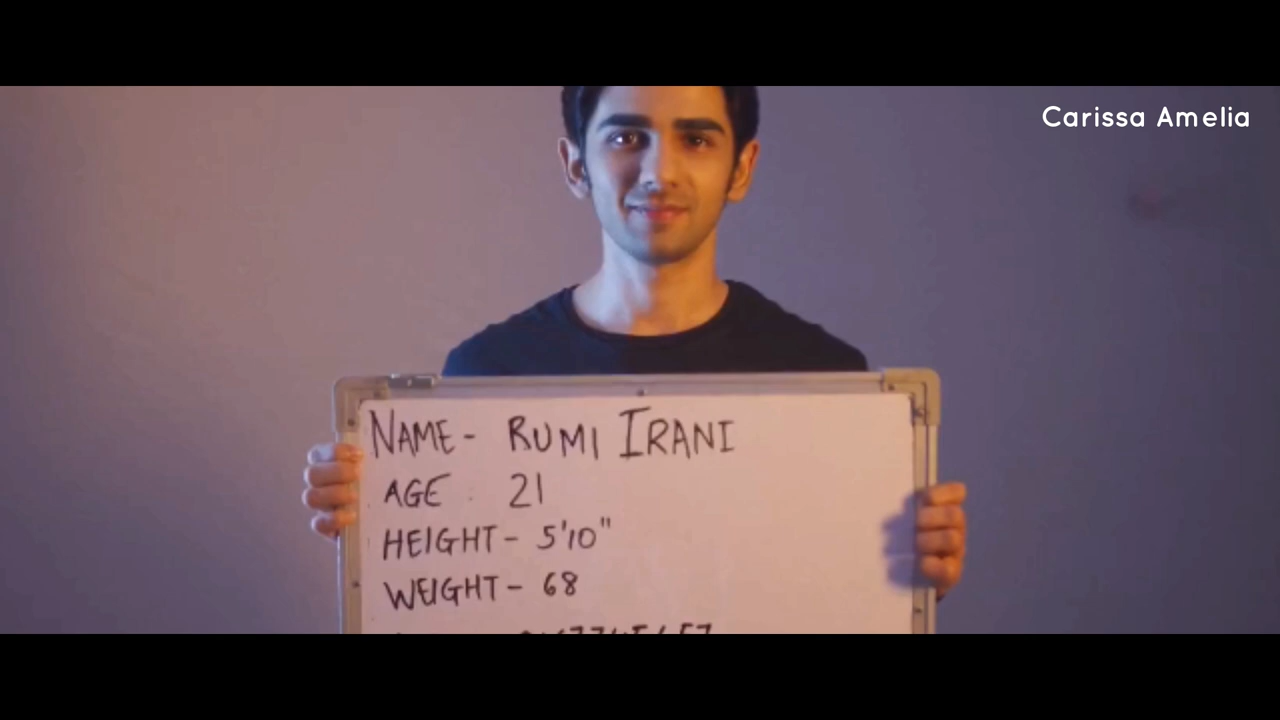 Carissa Amelia
NAME - RUMI IRANI
AGE . 21
HEIGHT - 5'10"
WEIGHT - 68